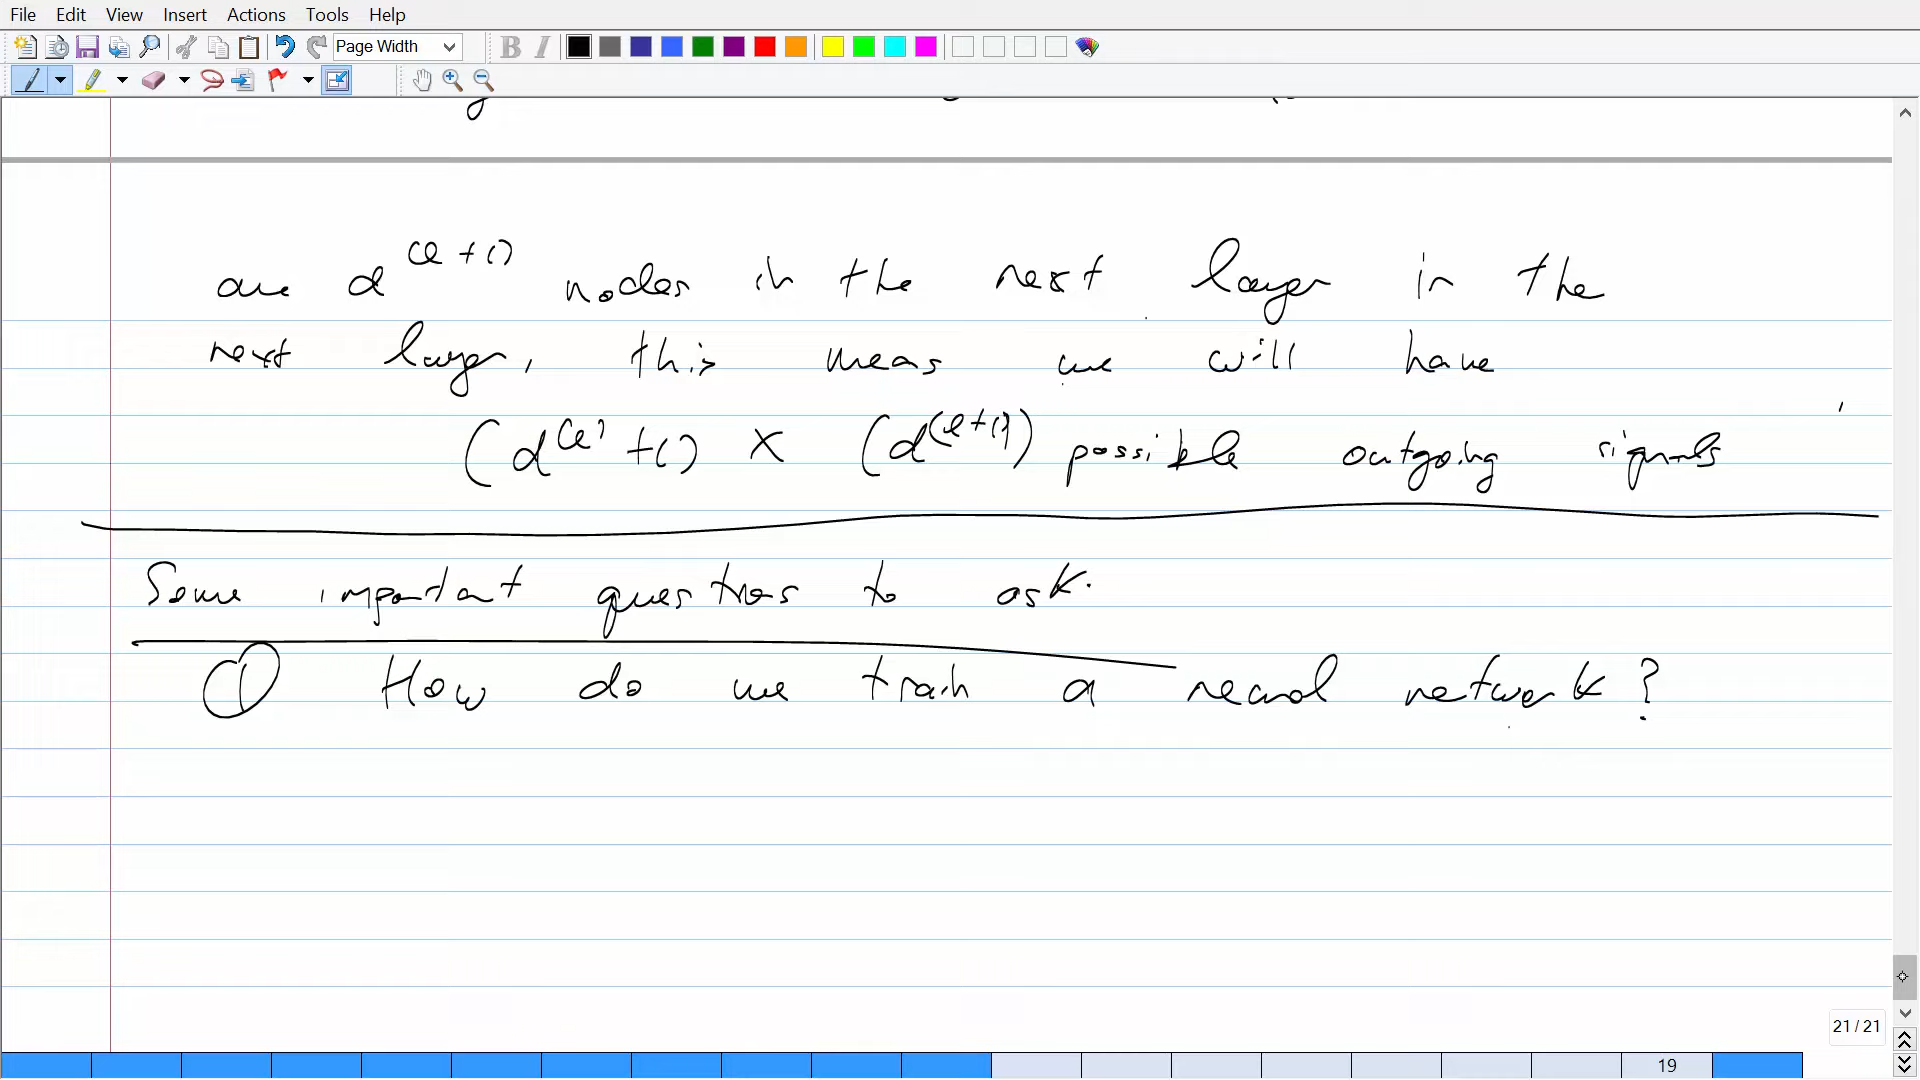 File Edit View Insert Actions Tools Help
Page Width B I
are d^(l+1) nodes in the next layer in the
next layer, this means we will have
(d^(l) +1) × (d^(l+1)) possible outgoing signals
Some important questions to ask.
① How do we train a neural network?
21 / 21
19